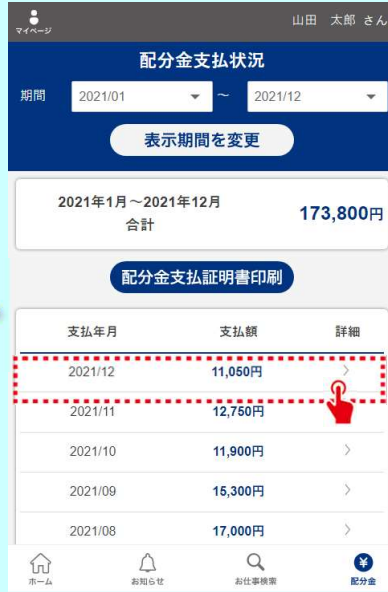 マイページ
山田 太郎 さん
配分金支払状況
期間 2021/01 ～ 2021/12
表示期間を変更
2021年1月～2021年12月
合計
173,800円
配分金支払証明書印刷
支払年月 支払額 詳細
2021/12 11,050円
2021/11 12,750円
2021/10 11,900円
2021/09 15,300円
2021/08 17,000円
ホーム お知らせ お仕事検索 配分金